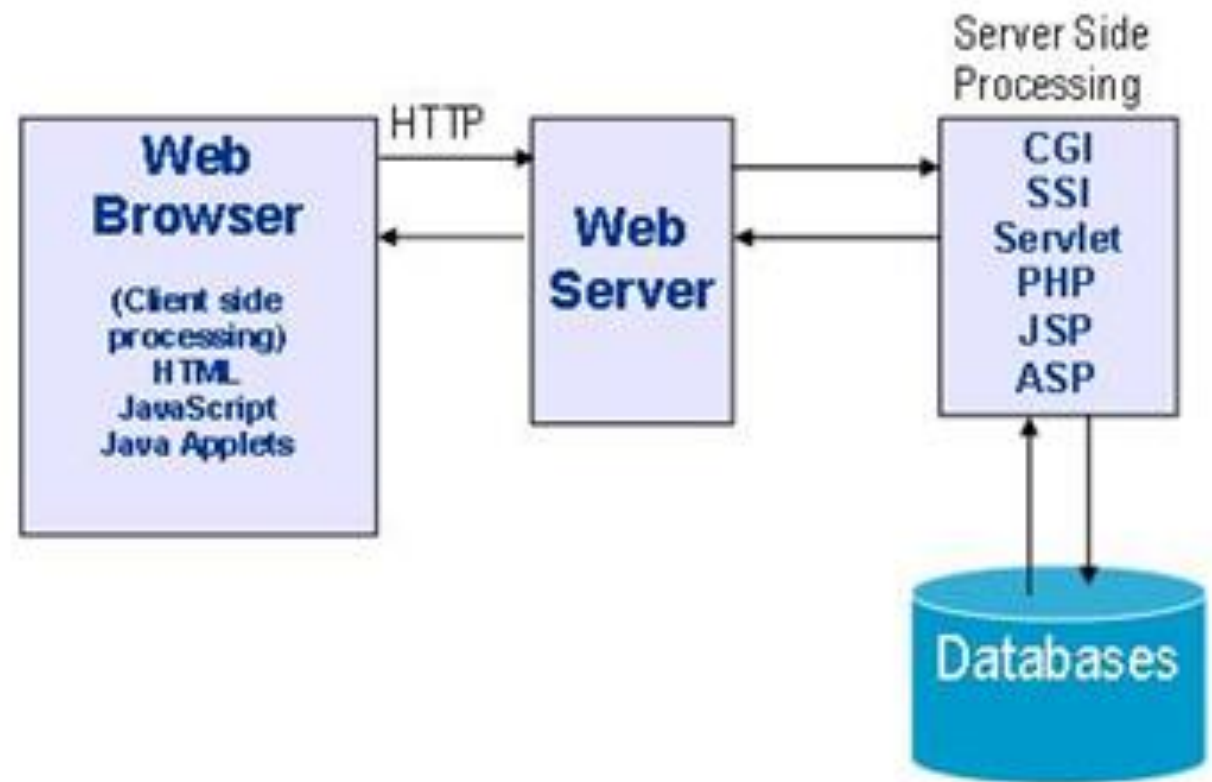 Server Side
Processing
HTTP
Web
Browser
(Client side
processing)
HTML
JavaScript
Java Applets
Web
Server
CGI
SSI
Servlet
PHP
JSP
ASP
Databases